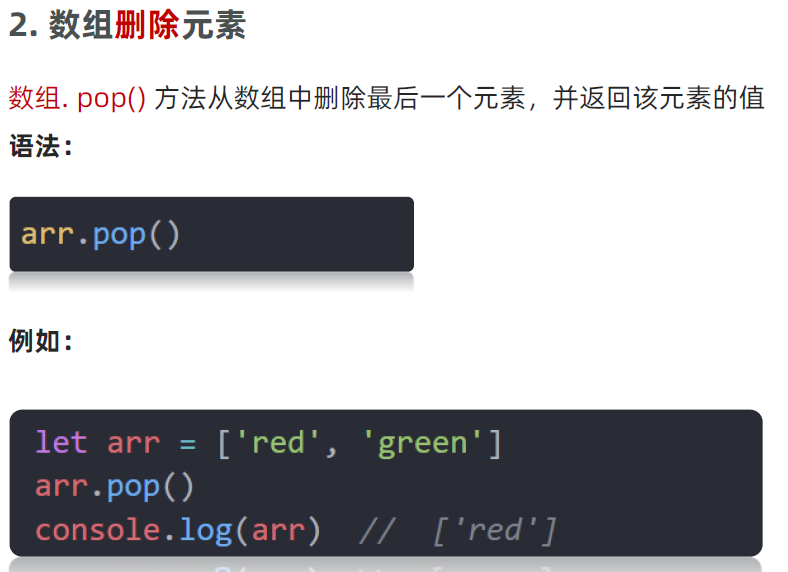 2. 数组删除元素
数组. pop() 方法从数组中删除最后一个元素，并返回该元素的值
语法：
arr.pop()
例如：
let arr = ['red', 'green']
arr.pop()
console.log(arr)  //  ['red']